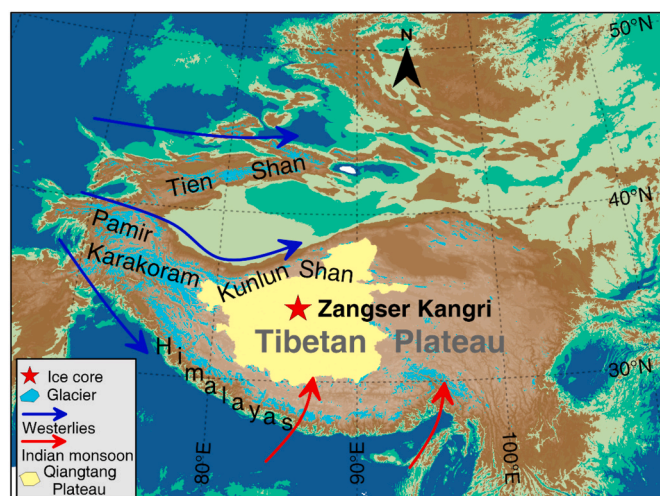 50°N
N
Tien Shan
40°N
Pamir
Karakoram
Kunlun Shan
Zangser Kangri
Tibetan Plateau
Himalayas
30°N
80°E
90°E
100°E
Ice core
Glacier
Westerlies
Indian monsoon
Qiangtang
Plateau